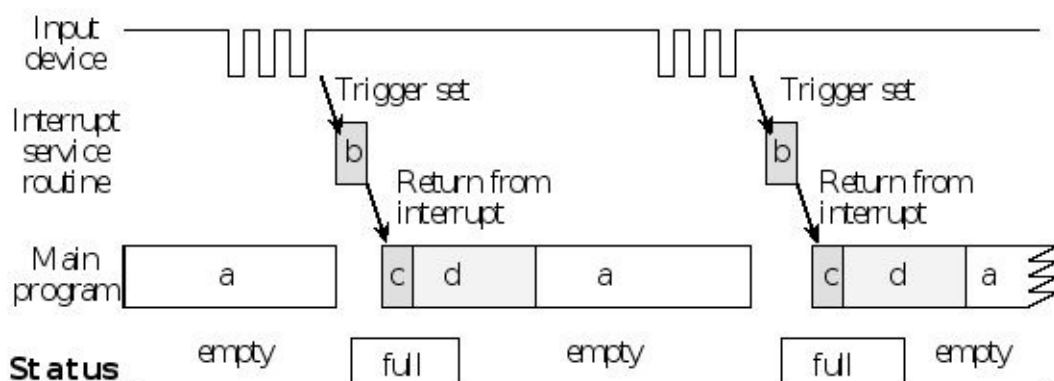 Input
device
Trigger set
Trigger set
Interrupt
service
routine
b
b
Return from
interrupt
Return from
interrupt
Main
program
a
c
d
a
c
d
a
Status
empty
full
empty
full
empty